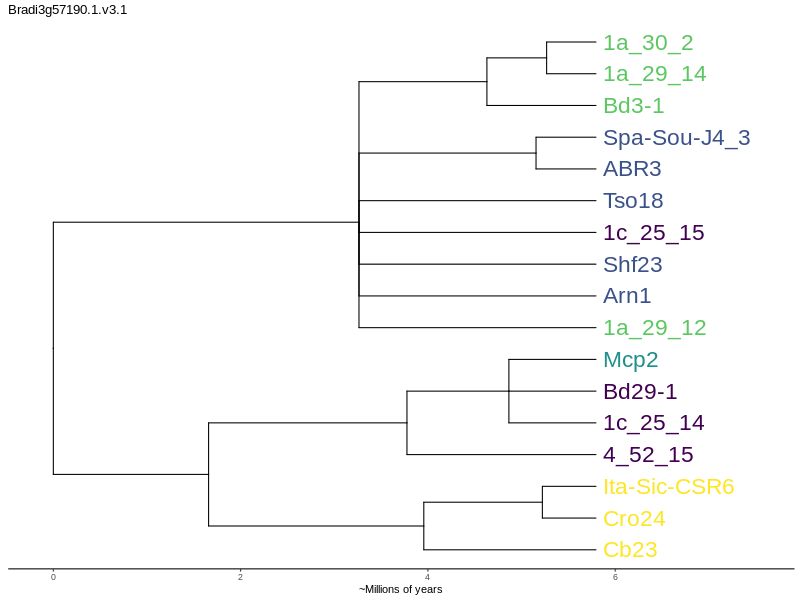 Bradi3g57190.1.v3.1
1a_30_2
1a_29_14
Bd3-1
Spa-Sou-J4_3
ABR3
Tso18
1c_25_15
Shf23
Arn1
1a_29_12
Mcp2
Bd29-1
1c_25_14
4_52_15
Ita-Sic-CSR6
Cro24
Cb23
0 2 4 6
~Millions of years